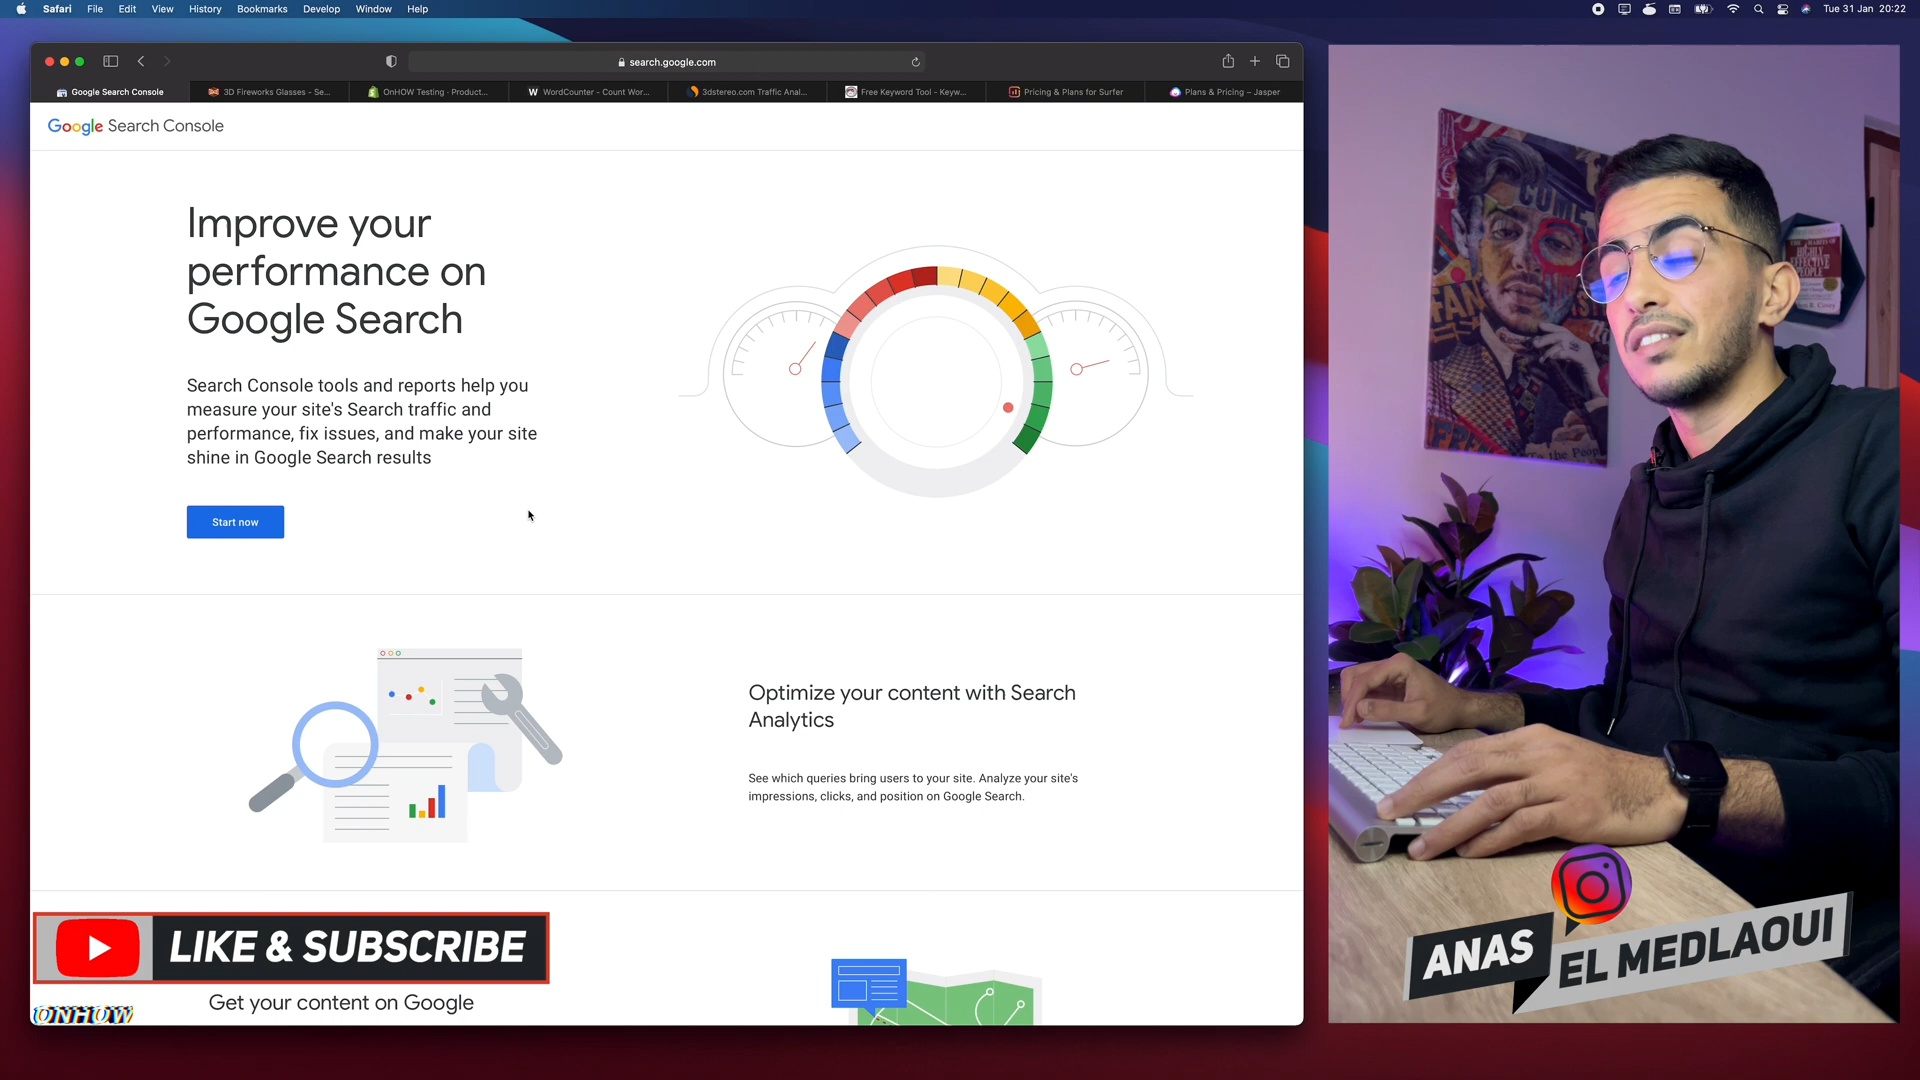 Safari File Edit View History Bookmarks Develop Window Help
Tue 31 Jan 20:22
search.google.com
Google Search Console
3D Fireworks Glasses - Se...
OnHOW Testing · Product...
WordCounter - Count Wor...
3dstereo.com Traffic Anal...
Free Keyword Tool - Keyw...
Pricing & Plans for Surfer
Plans & Pricing – Jasper
Google Search Console
Improve your
performance on
Google Search
Search Console tools and reports help you
measure your site's Search traffic and
performance, fix issues, and make your site
shine in Google Search results
Start now
Optimize your content with Search
Analytics
See which queries bring users to your site. Analyze your site's
impressions, clicks, and position on Google Search.
LIKE & SUBSCRIBE
Get your content on Google
ONHOW
HIGHLY
EFFECTIVE
PEOPLE
ANAS
EL MEDLAOUI